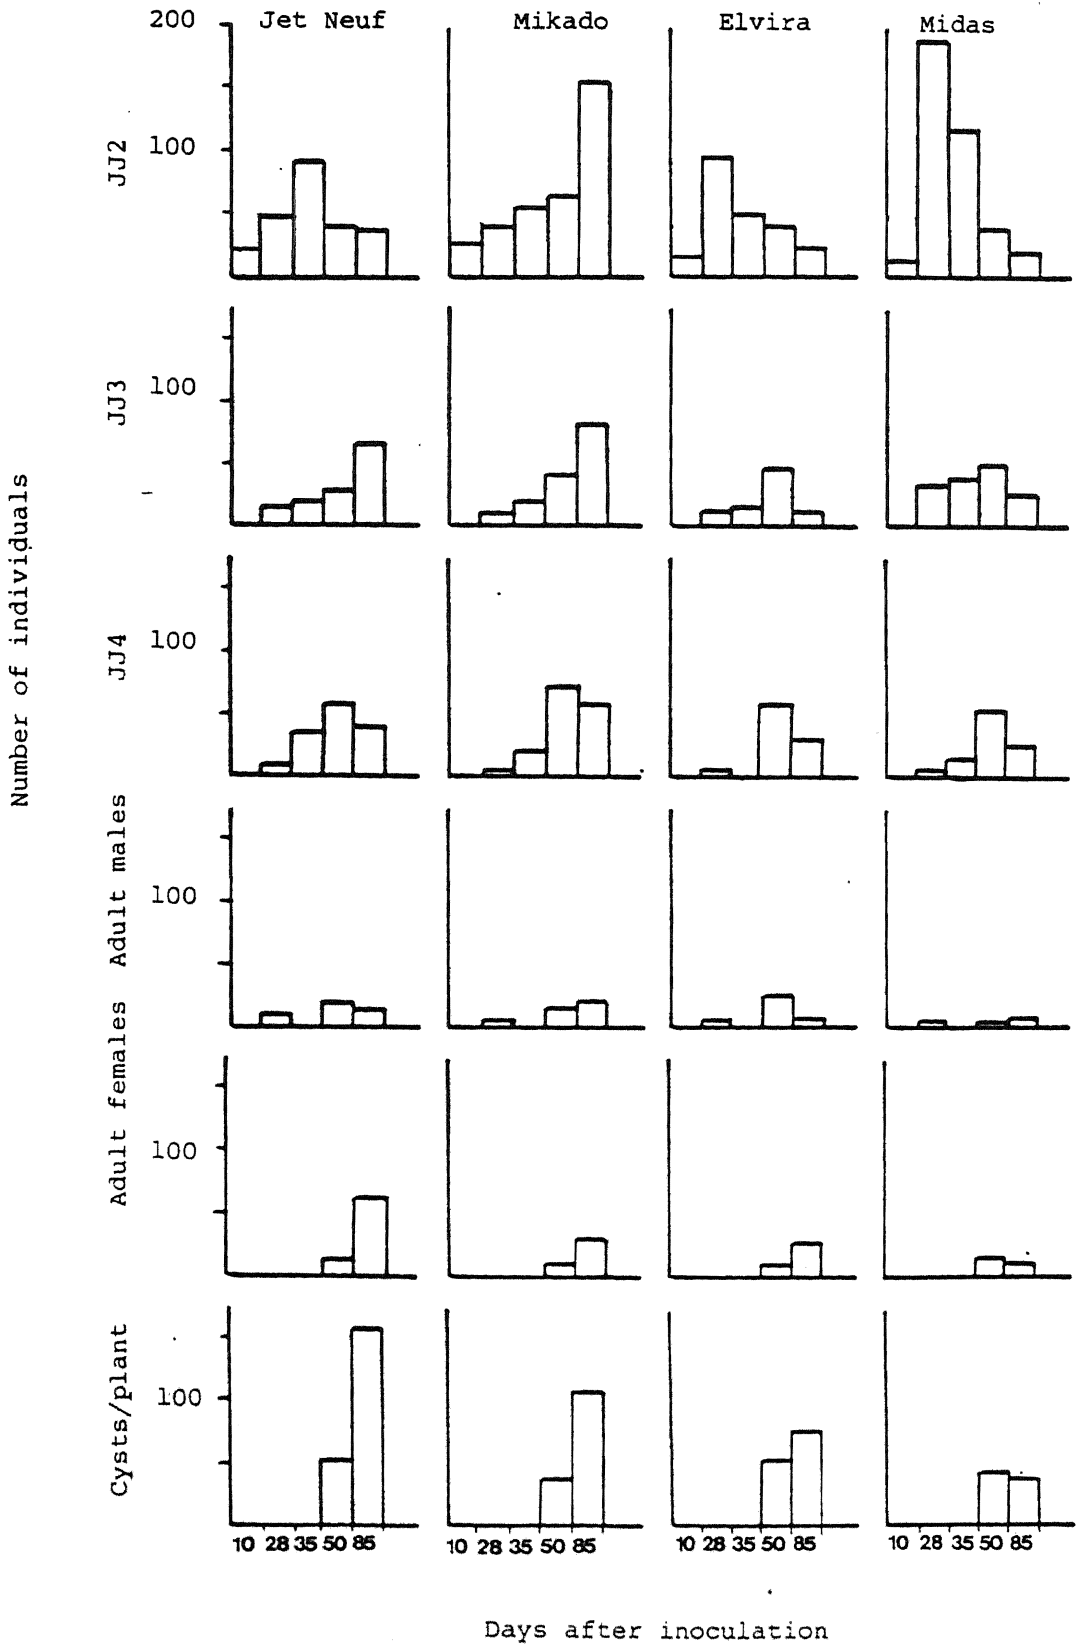 200 Jet Neuf Mikado Elvira Midas
JJ2
100
JJ3
100
Number of individuals
JJ4
100
Adult males
100
Adult females
100
Cysts/plant
100
10 28 35 50 85 10 28 35 50 85 10 28 35 50 85 10 28 35 50 85
Days after inoculation